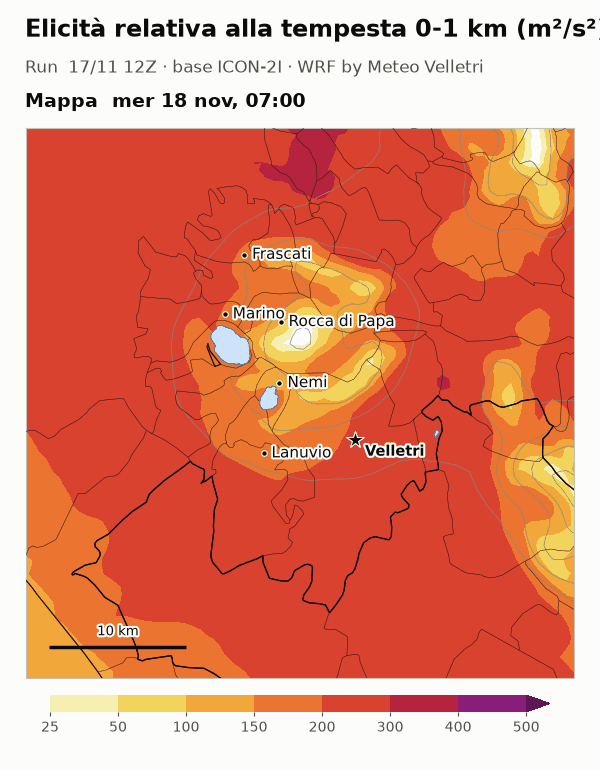 Elicità relativa alla tempesta 0-1 km (m²/s²)
Run 17/11 12Z · base ICON-2I · WRF by Meteo Velletri
Mappa mer 18 nov, 07:00
Frascati
Marino
Rocca di Papa
Nemi
Velletri
Lanuvio
10 km
25 50 100 150 200 300 400 500